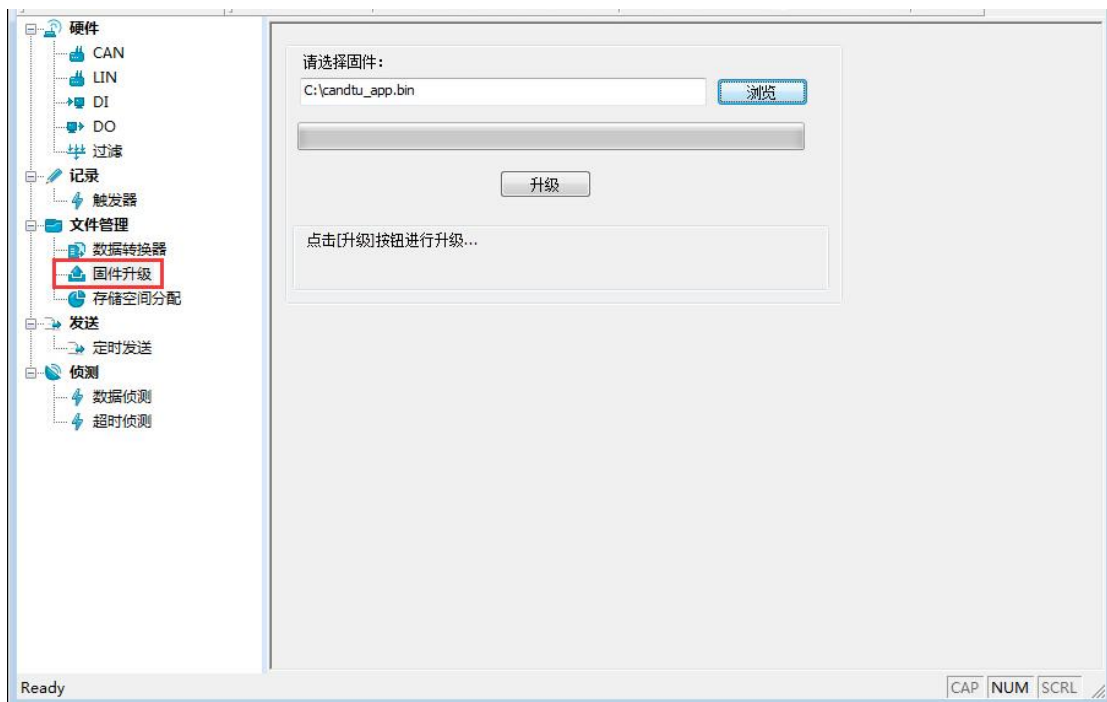 硬件
CAN
LIN
DI
DO
过滤
记录
触发器
文件管理
数据转换器
固件升级
存储空间分配
发送
定时发送
侦测
数据侦测
超时侦测
请选择固件：
C:\candtu_app.bin
浏览
升级
点击[升级]按钮进行升级...
Ready
CAP NUM SCRL